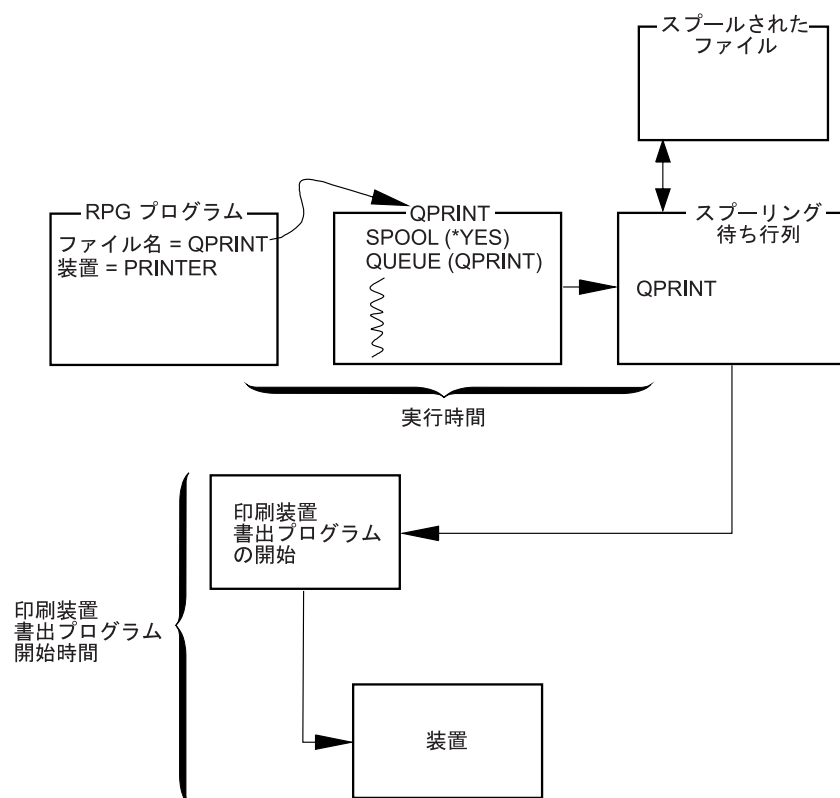 スプールされた
ファイル
RPG プログラム
ファイル名 = QPRINT
装置 = PRINTER
QPRINT
SPOOL (*YES)
QUEUE (QPRINT)
スプーリング
待ち行列
QPRINT
実行時間
印刷装置
書出プログラム
の開始
印刷装置
書出プログラム
開始時間
装置